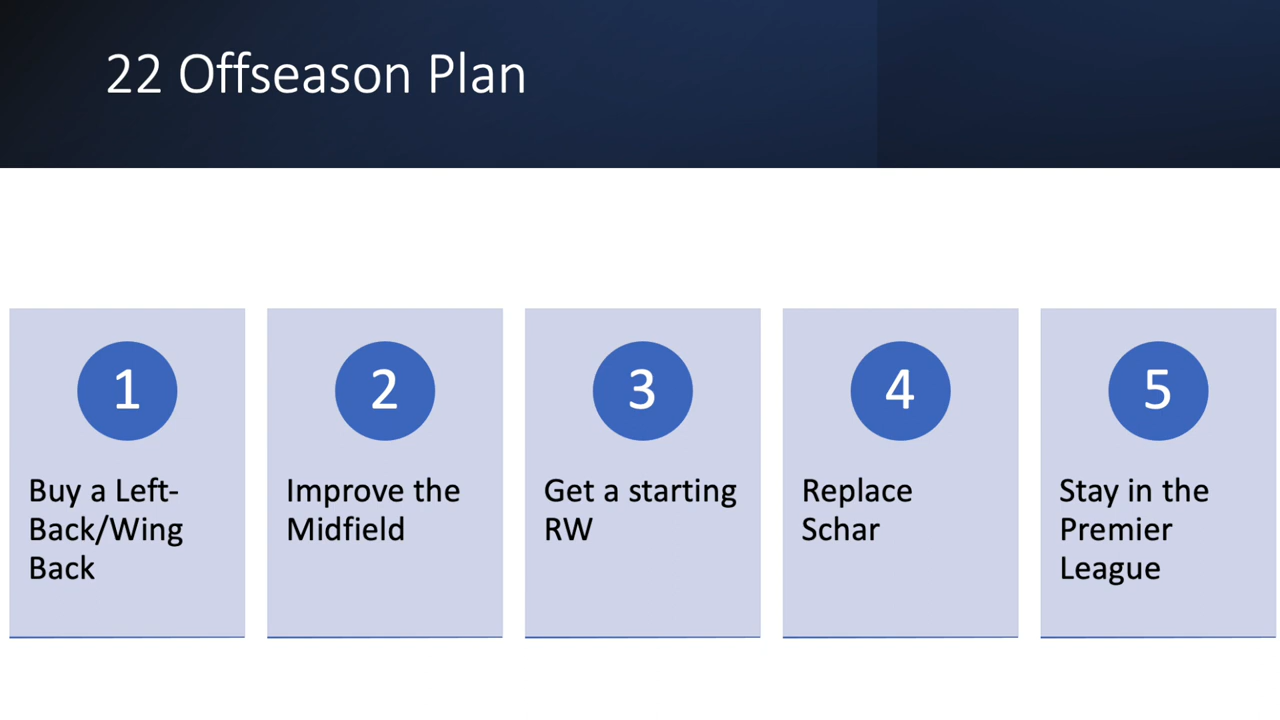 22 Offseason Plan
1
Buy a Left-
Back/Wing
Back
2
Improve the
Midfield
3
Get a starting
RW
4
Replace
Schar
5
Stay in the
Premier
League